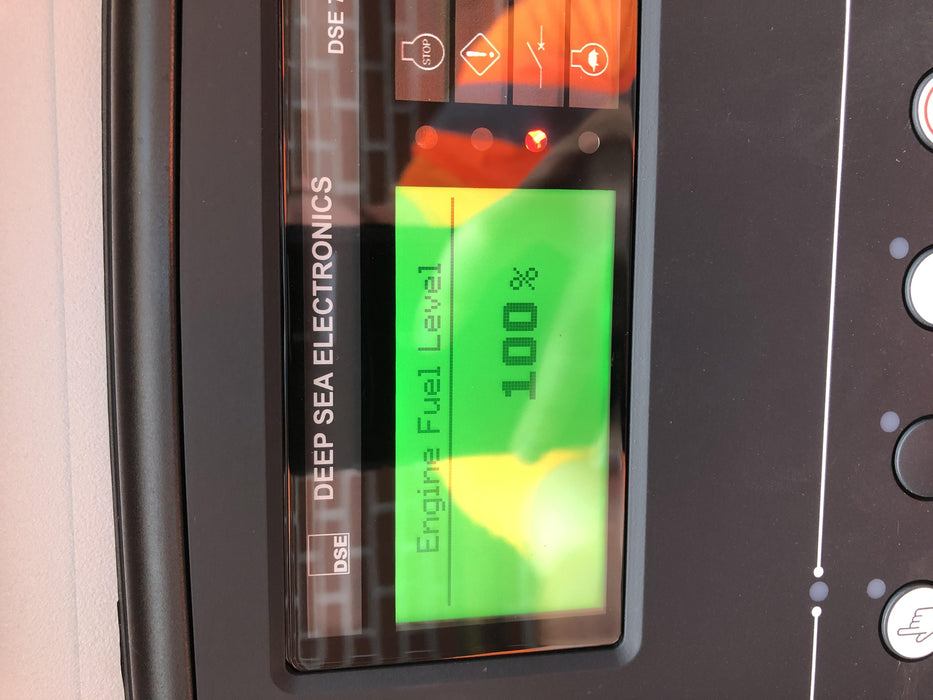 DSE
DEEP SEA ELECTRONICS
DSE 7
Engine Fuel Level
100 %
STOP